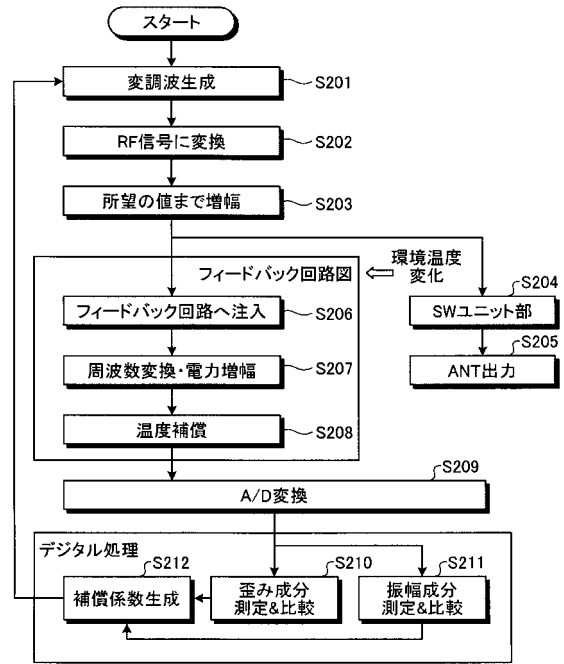 スタート
変調波生成
S201
RF信号に変換
S202
所望の値まで増幅
S203
フィードバック回路図
環境温度
変化
S204
SWユニット部
S205
ANT出力
フィードバック回路へ注入
S206
周波数変換・電力増幅
S207
温度補償
S208
S209
A/D変換
デジタル処理
S212
補償係数生成
S210
歪み成分
測定&比較
S211
振幅成分
測定&比較